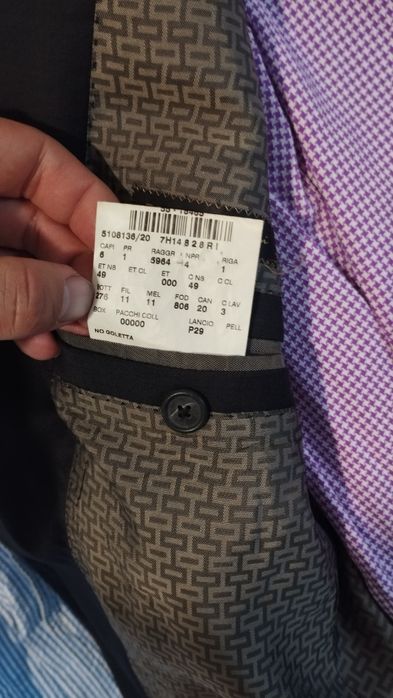 5108136/20 7H14828RI
CAPI PR RAGGR NPR RIGA
6 1 5964 4 1
ET NS ET CL ET C NS C CL
49 000 49
BOTT FIL MEL FOD CAN C LAV
276 11 11 806 20 3
BOX PACCHI COLL LANCIO PELL
00000 P29
NO GOLETTA